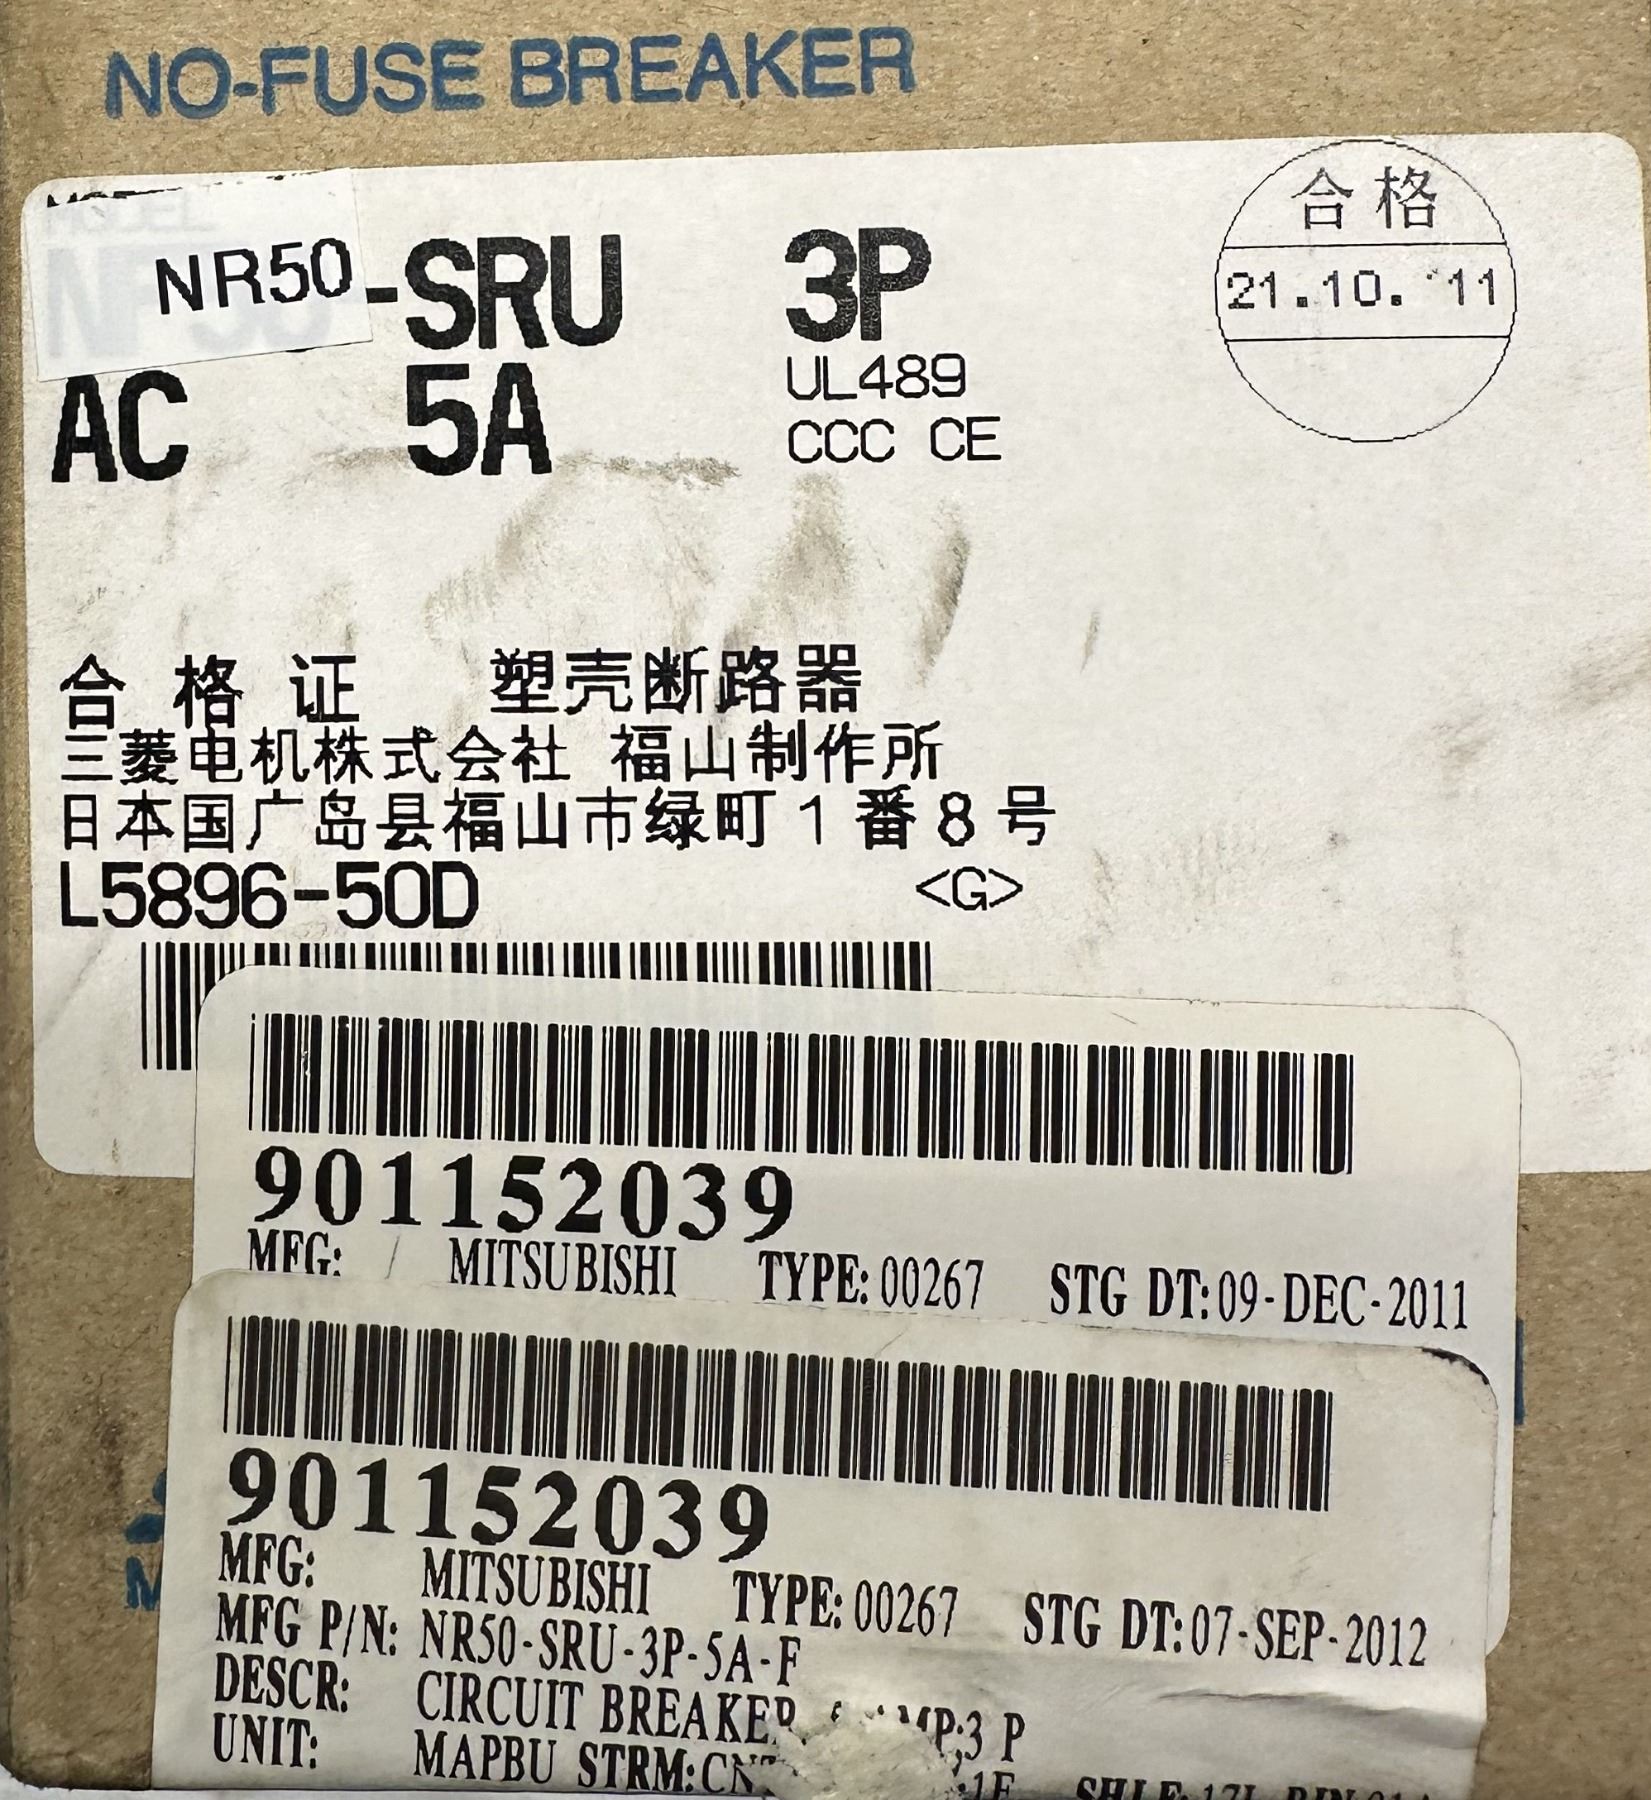 NO-FUSE BREAKER
NR50-SRU 3P
合格
21.10.'11
AC 5A
UL489
CCC CE
合格证 塑壳断路器
三菱电机株式会社 福山制作所
日本国广岛县福山市绿町1番8号
L5896-50D <G>
901152039
MFG: MITSUBISHI TYPE: 00267 STG DT: 09-DEC-2011
901152039
MFG: MITSUBISHI TYPE: 00267 STG DT: 07-SEP-2012
MFG P/N: NR50-SRU-3P-5A-F
DESCR: CIRCUIT BREAKER 3 P
UNIT: MAPBU STRM: